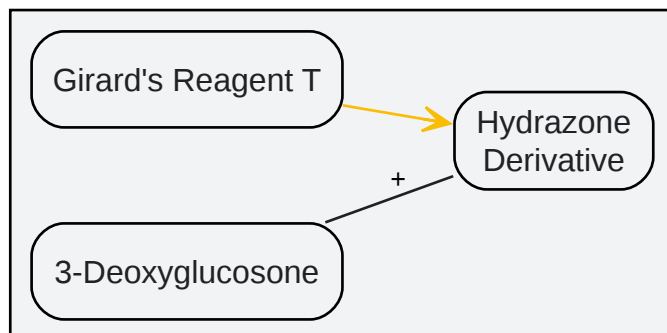 Girard's Reagent T
Hydrazone
Derivative
+
3-Deoxyglucosone